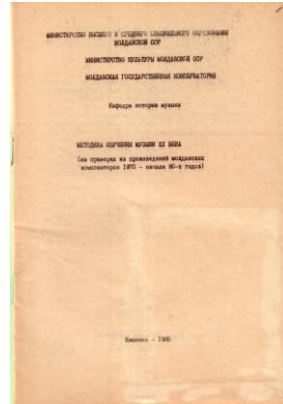 МИНИСТЕРСТВО ВЫСШЕГО И СРЕДНЕГО СПЕЦИАЛЬНОГО ОБРАЗОВАНИЯ
МОЛДАВСКОЙ ССР
МИНИСТЕРСТВО КУЛЬТУРЫ МОЛДАВСКОЙ ССР
МОЛДАВСКАЯ ГОСУДАРСТВЕННАЯ КОНСЕРВАТОРИЯ
Кафедра истории музыки
МЕТОДИКА ИЗУЧЕНИЯ МУЗЫКИ XX ВЕКА
(на примерах из произведений молдавских
композиторов 1970 - начала 80-х годов)
Кишинев -